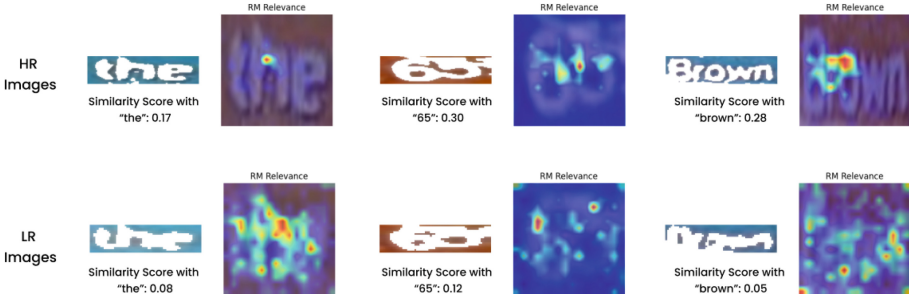 RM Relevance RM Relevance RM Relevance
HR
Images
the
65
Brown
Similarity Score with
"the": 0.17
Similarity Score with
"65": 0.30
Similarity Score with
"brown": 0.28
RM Relevance RM Relevance RM Relevance
LR
Images
Similarity Score with
"the": 0.08
Similarity Score with
"65": 0.12
Similarity Score with
"brown": 0.05